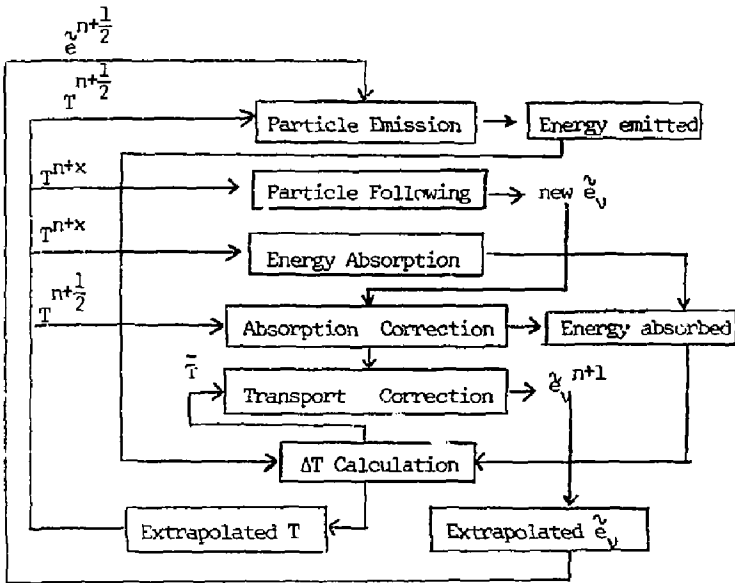 ẽ^{n+1/2}
T^{n+1/2}
Particle Emission
Energy emitted
T^{n+x}
Particle Following
new ẽ_ν
T^{n+x}
Energy Absorption
T^{n+1/2}
Absorption Correction
Energy absorbed
T̄
Transport Correction
ẽ_ν^{n+1}
ΔT Calculation
Extrapolated T
Extrapolated ẽ_ν